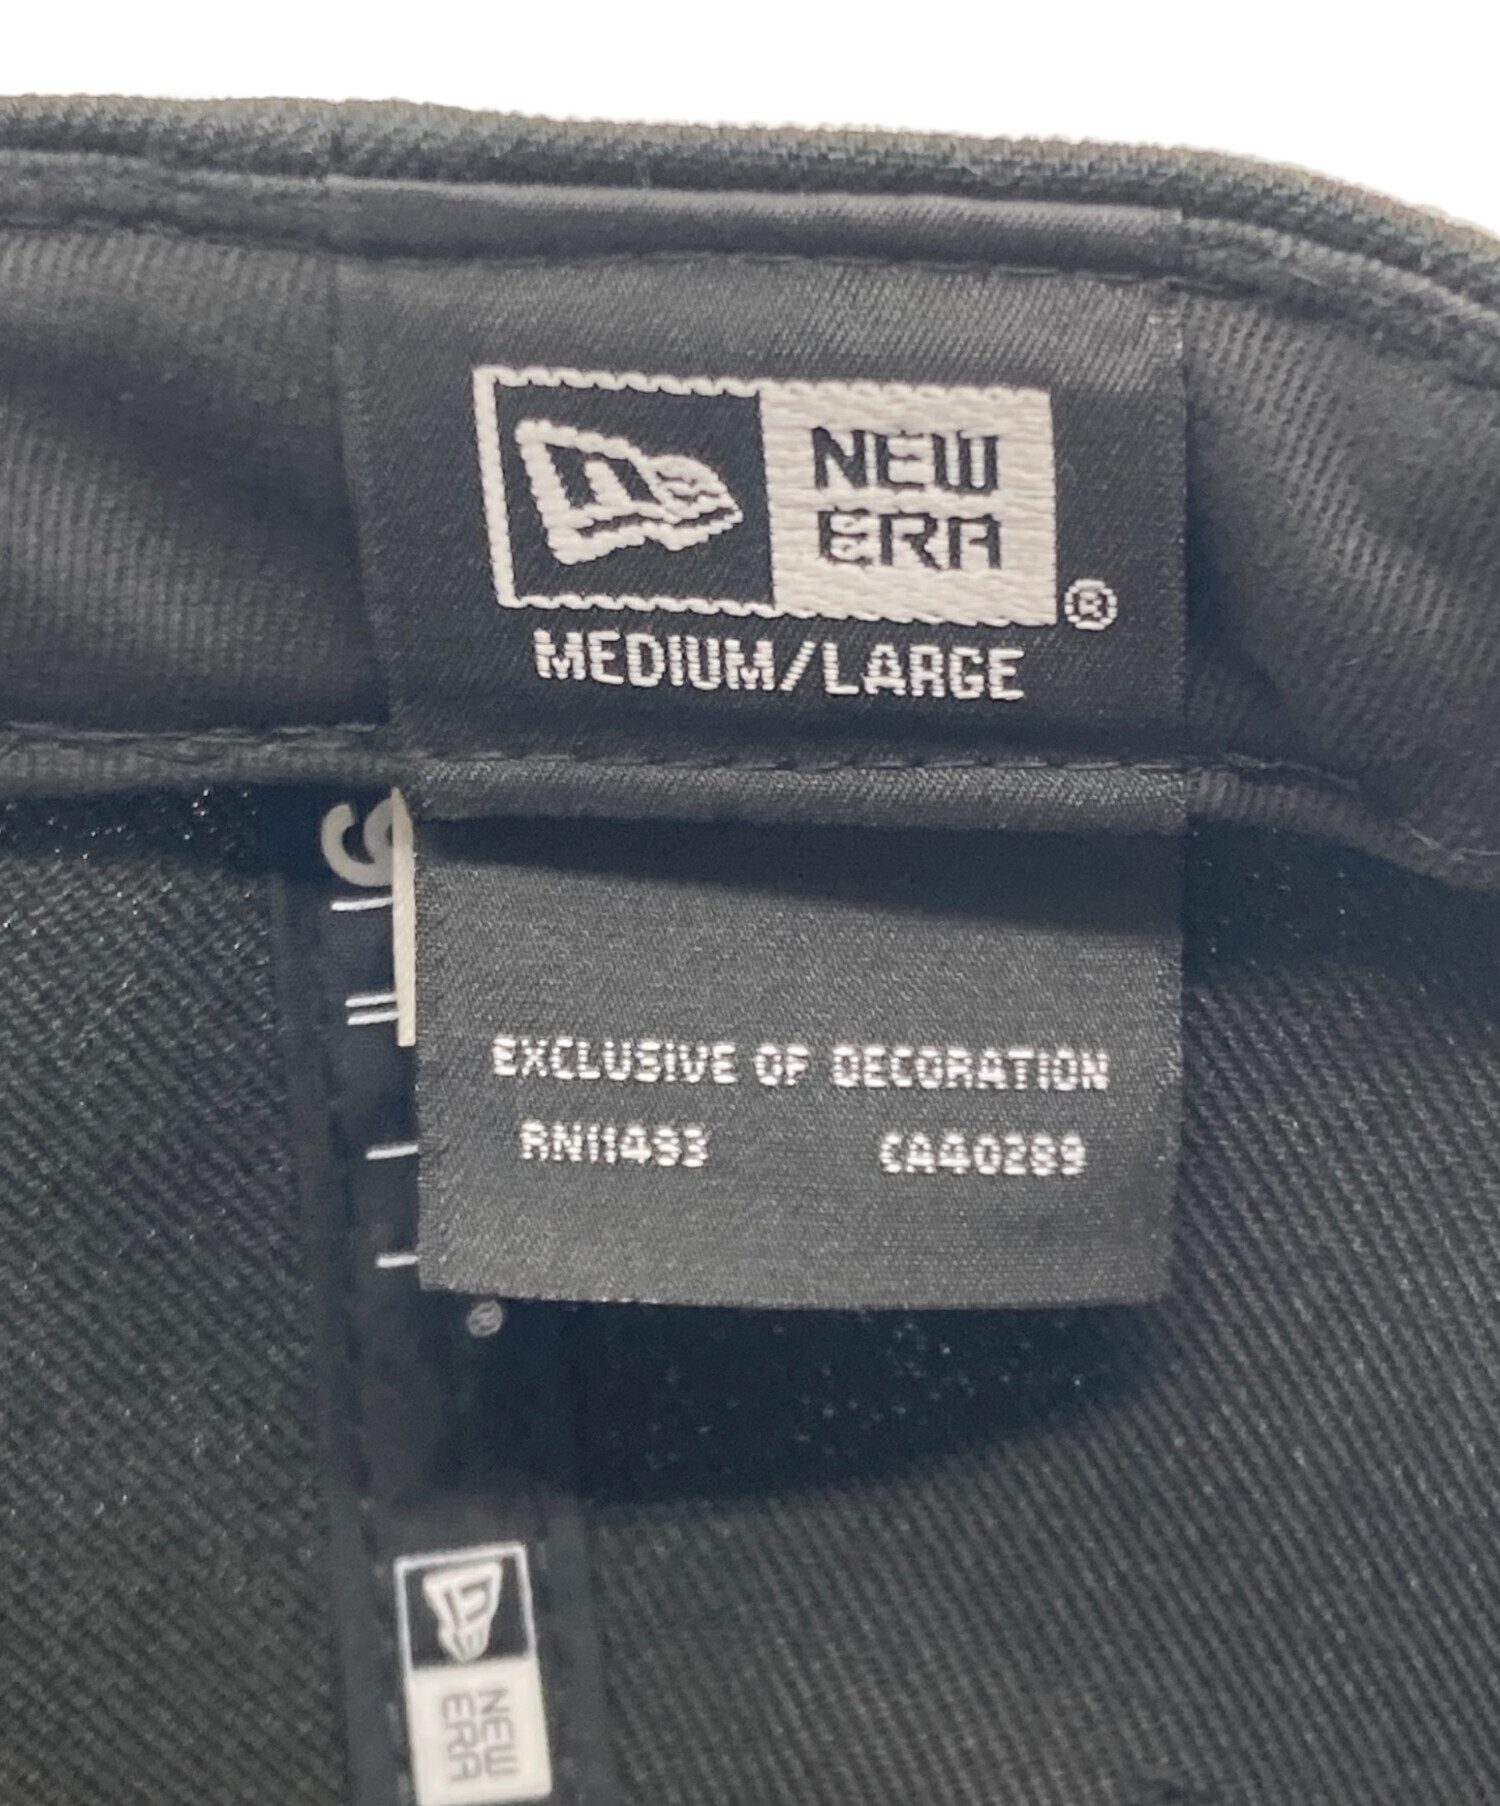 NEW
ERA
®
MEDIUM/LARGE
EXCLUSIVE OF DECORATION
RN11493 CA40289
®
NEW
ERA